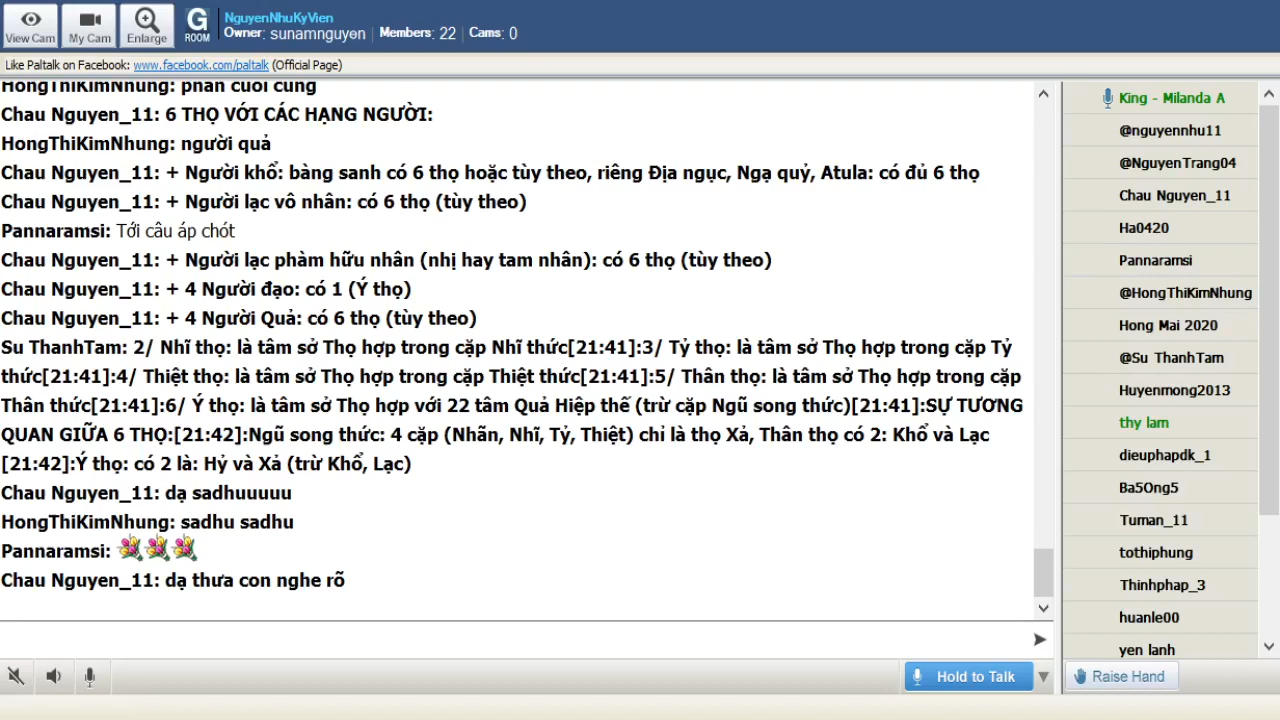 View Cam
My Cam
Enlarge
G
ROOM
NguyenNhuKyVien
Owner: sunamnguyen | Members: 22 | Cams: 0
Like Paltalk on Facebook: www.facebook.com/paltalk (Official Page)
HongThiKimNhung: phần cuối cùng
Chau Nguyen_11: 6 THỌ VỚI CÁC HẠNG NGƯỜI:
HongThiKimNhung: người quả
Chau Nguyen_11: + Người khổ: bàng sanh có 6 thọ hoặc tùy theo, riêng Địa ngục, Ngạ quỷ, Atula: có đủ 6 thọ
Chau Nguyen_11: + Người lạc vô nhân: có 6 thọ (tùy theo)
Pannaramsi: Tới câu áp chót
Chau Nguyen_11: + Người lạc phàm hữu nhân (nhị hay tam nhân): có 6 thọ (tùy theo)
Chau Nguyen_11: + 4 Người đạo: có 1 (Ý thọ)
Chau Nguyen_11: + 4 Người Quả: có 6 thọ (tùy theo)
Su ThanhTam: 2/ Nhĩ thọ: là tâm sở Thọ hợp trong cặp Nhĩ thức[21:41]:3/ Tỷ thọ: là tâm sở Thọ hợp trong cặp Tỷ
thức[21:41]:4/ Thiệt thọ: là tâm sở Thọ hợp trong cặp Thiệt thức[21:41]:5/ Thân thọ: là tâm sở Thọ hợp trong cặp
Thân thức[21:41]:6/ Ý thọ: là tâm sở Thọ hợp với 22 tâm Quả Hiệp thế (trừ cặp Ngũ song thức)[21:41]:SỰ TƯƠNG
QUAN GIỮA 6 THỌ:[21:42]:Ngũ song thức: 4 cặp (Nhãn, Nhĩ, Tỷ, Thiệt) chỉ là thọ Xả, Thân thọ có 2: Khổ và Lạc
[21:42]:Ý thọ: có 2 là: Hỷ và Xả (trừ Khổ, Lạc)
Chau Nguyen_11: dạ sadhuuuuu
HongThiKimNhung: sadhu sadhu
Pannaramsi:
Chau Nguyen_11: dạ thưa con nghe rõ
Hold to Talk
King - Milanda A
@nguyennhu11
@NguyenTrang04
Chau Nguyen_11
Ha0420
Pannaramsi
@HongThiKimNhung
Hong Mai 2020
@Su ThanhTam
Huyenmong2013
thy lam
dieuphapdk_1
Ba5Ong5
Tuman_11
tothiphung
Thinhphap_3
huanle00
yen lanh
Raise Hand